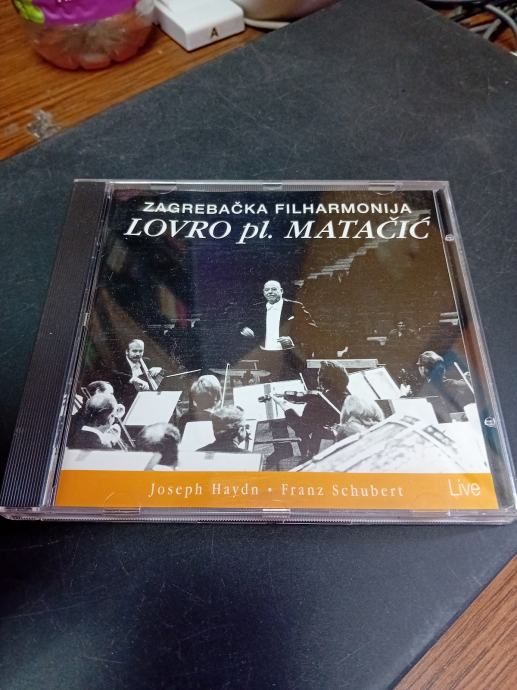 A
ZAGREBAČKA FILHARMONIJA
LOVRO pl. MATAČIĆ
Joseph Haydn • Franz Schubert
Live